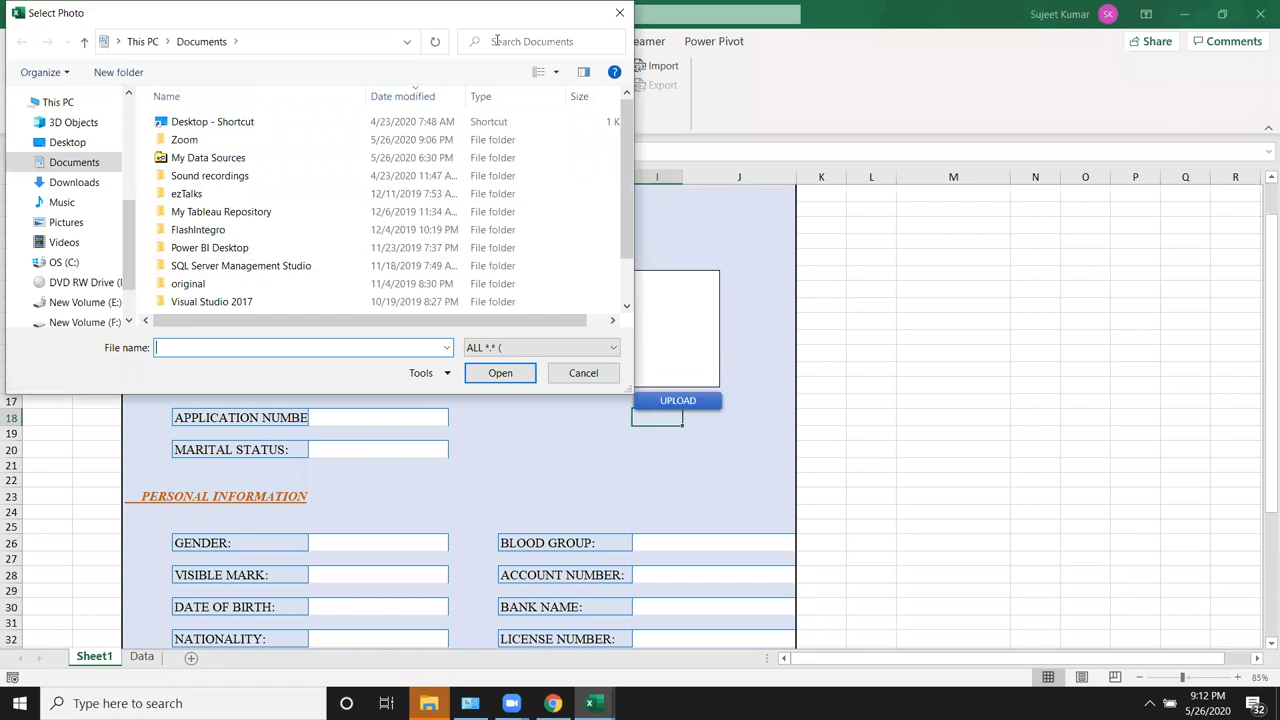 Select Photo
Sujeet Kumar SK
This PC > Documents >
Search Documents
eamer Power Pivot
Share Comments
Organize New folder
Import
Export
Name Date modified Type Size
This PC
3D Objects
Desktop
Documents
Downloads
Music
Pictures
Videos
OS (C:)
DVD RW Drive (
New Volume (E:)
New Volume (F:)
Desktop - Shortcut 4/23/2020 7:48 AM Shortcut 1 K
Zoom 5/26/2020 9:06 PM File folder
My Data Sources 5/26/2020 6:30 PM File folder
Sound recordings 4/23/2020 11:47 A... File folder
ezTalks 12/11/2019 7:53 A... File folder
My Tableau Repository 12/6/2019 11:34 A... File folder
FlashIntegro 12/4/2019 10:19 PM File folder
Power BI Desktop 11/23/2019 7:37 PM File folder
SQL Server Management Studio 11/18/2019 7:49 A... File folder
original 11/4/2019 8:30 PM File folder
Visual Studio 2017 10/19/2019 8:27 PM File folder
File name: ALL *.* (
Tools Open Cancel
I J K L M N O P Q R
UPLOAD
17
18 APPLICATION NUMBE
19
20 MARITAL STATUS:
21
22
23 PERSONAL INFORMATION
24
25
26 GENDER: BLOOD GROUP:
27
28 VISIBLE MARK: ACCOUNT NUMBER:
29
30 DATE OF BIRTH: BANK NAME:
31
32 NATIONALITY: LICENSE NUMBER:
Sheet1 Data
85%
Type here to search
9:12 PM
5/26/2020
32